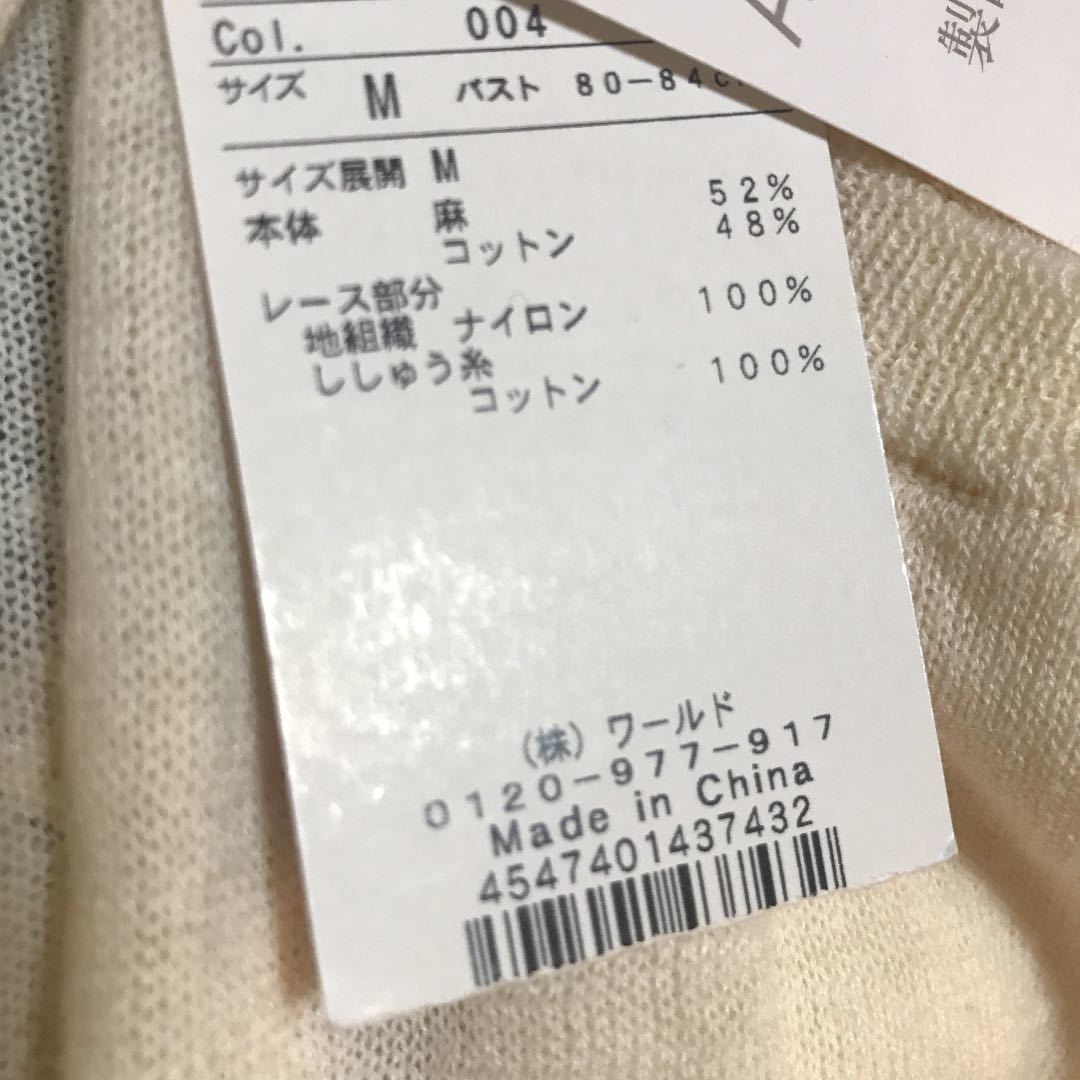 Col. 004
サイズ M バスト 80-84c
サイズ展開 M
本体 麻 52%
コットン 48%
レース部分
地組織 ナイロン 100%
ししゅう糸
コットン 100%
(株)ワールド
0120-977-917
Made in China
4547401437432
製